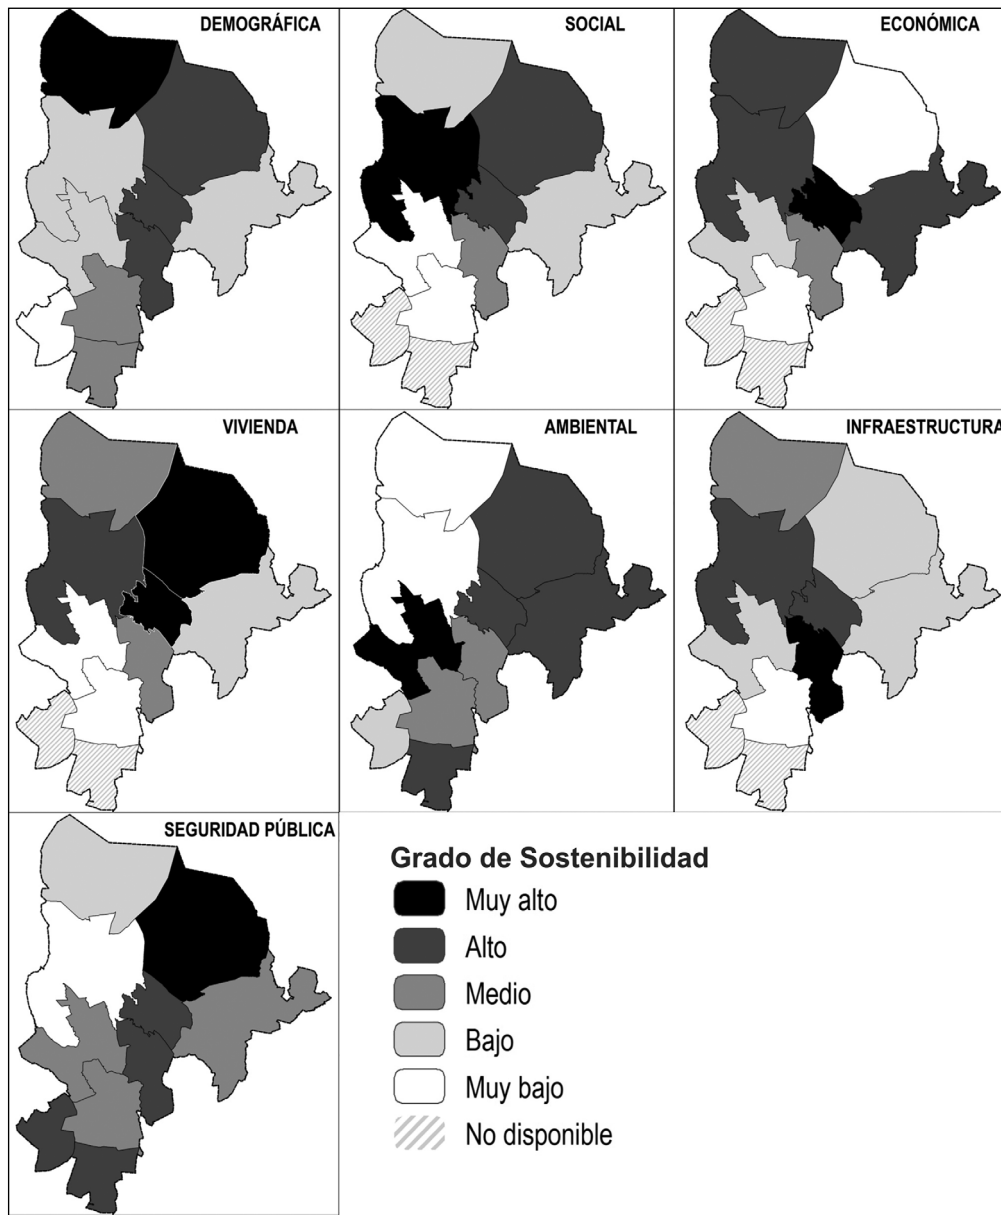 DEMOGRÁFICA
SOCIAL
ECONÓMICA
VIVIENDA
AMBIENTAL
INFRAESTRUCTURA
SEGURIDAD PÚBLICA
Grado de Sostenibilidad
Muy alto
Alto
Medio
Bajo
Muy bajo
No disponible